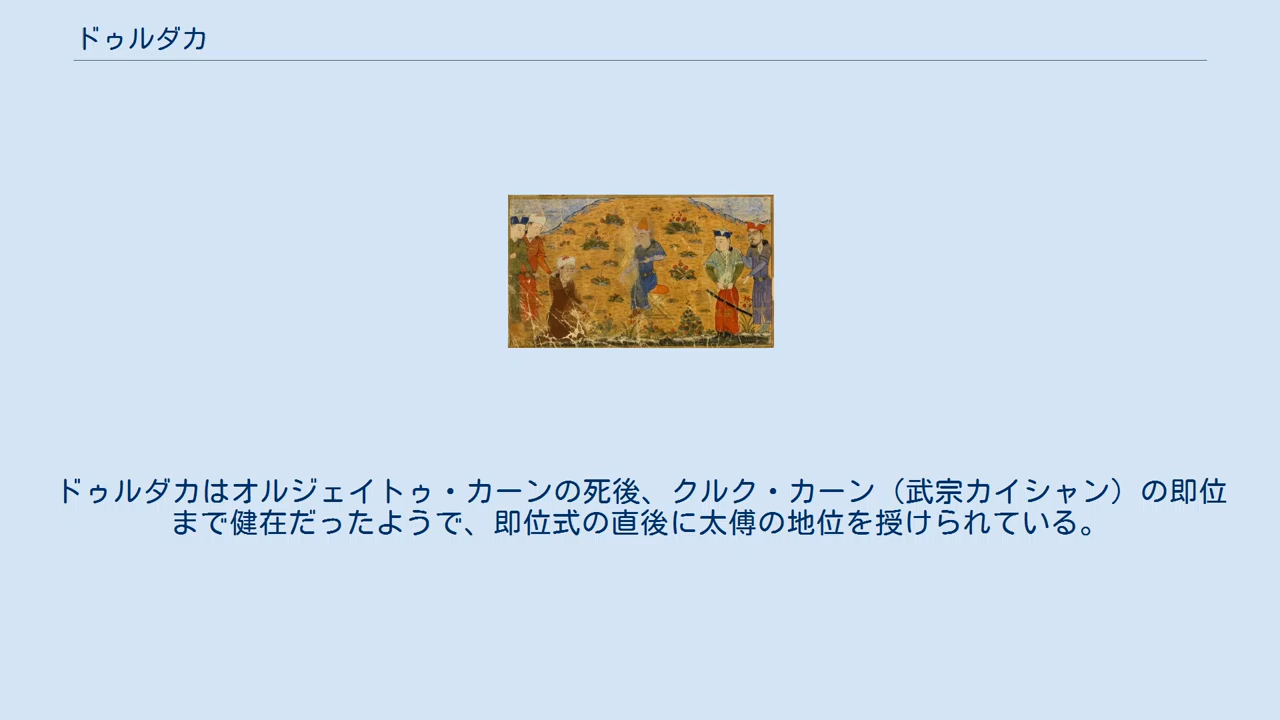 ドゥルダカ
ドゥルダカはオルジェイトゥ・カーンの死後、クルク・カーン（武宗カイシャン）の即位
まで健在だったようで、即位式の直後に太傅の地位を授けられている。